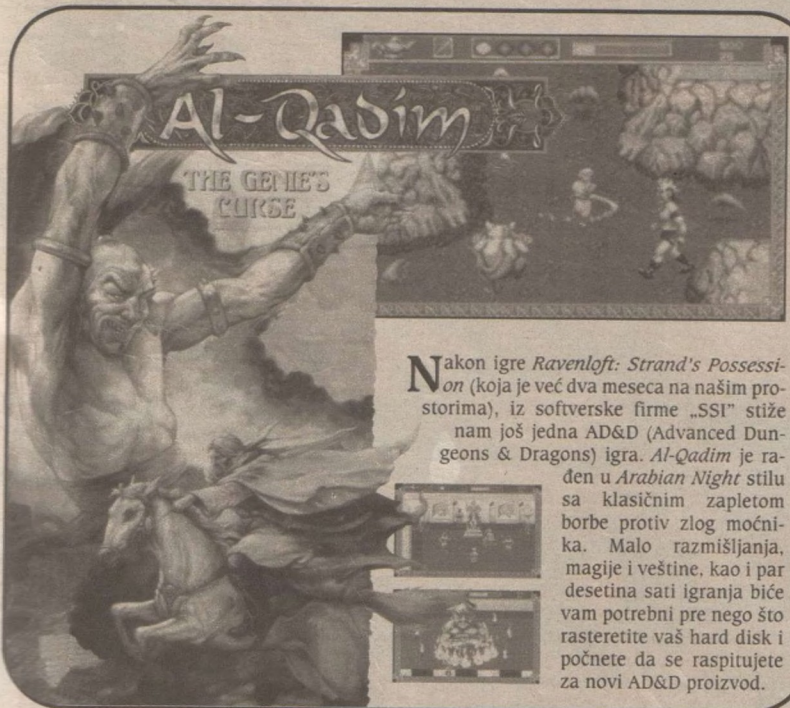 Al-Qadim
THE GENIE'S
CURSE
Nakon igre Ravenloft: Strand's Possessi-
on (koja je već dva meseca na našim pro-
storima), iz softverske firme „SSI" stiže
nam još jedna AD&D (Advanced Dun-
geons & Dragons) igra. Al-Qadim je ra-
đen u Arabian Night stilu
sa klasičnim zapletom
borbe protiv zlog moćni-
ka. Malo razmišljanja,
magije i veštine, kao i par
desetina sati igranja biće
vam potrebni pre nego što
rasteretite vaš hard disk i
počnete da se raspitujete
za novi AD&D proizvod.